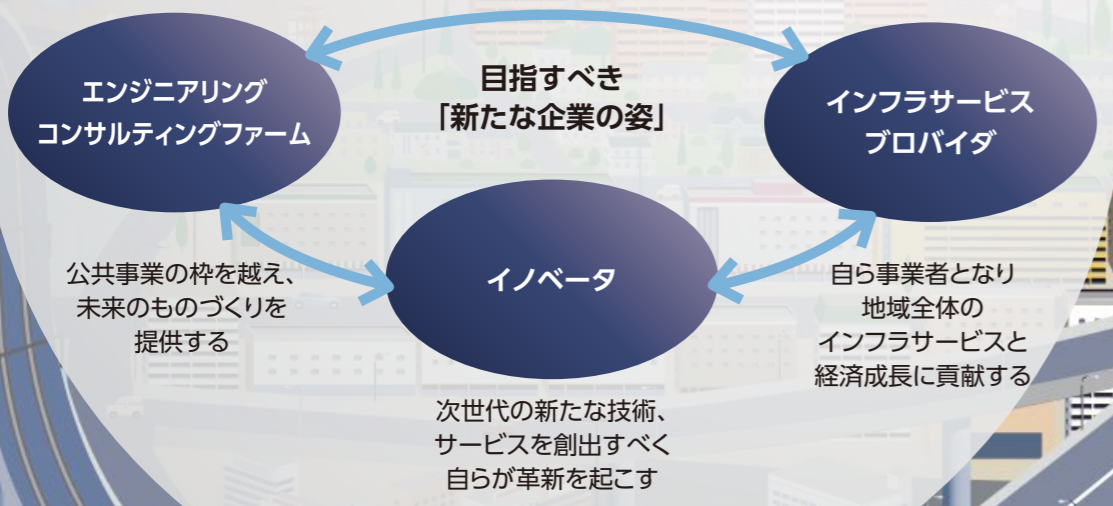 エンジニアリング
コンサルティングファーム
目指すべき
「新たな企業の姿」
インフラサービス
プロバイダ
公共事業の枠を越え、
未来のものづくりを
提供する
イノベータ
自ら事業者となり
地域全体の
インフラサービスと
経済成長に貢献する
次世代の新たな技術、
サービスを創出すべく
自らが革新を起こす